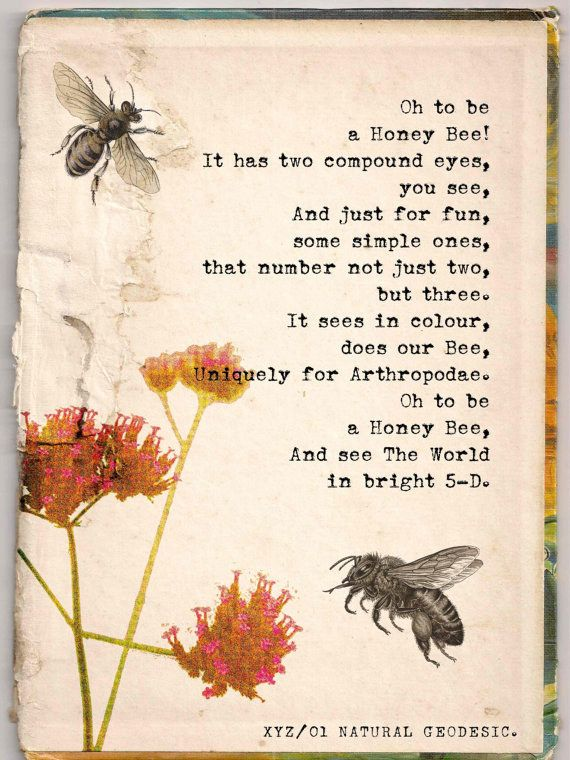 Oh to be
a Honey Bee!
It has two compound eyes,
you see,
And just for fun,
some simple ones,
that number not just two,
but three.
It sees in colour,
does our Bee,
Uniquely for Arthropodae.
Oh to be
a Honey Bee,
And see The World
in bright 5-D.
XYZ/01 NATURAL GEODESIC.